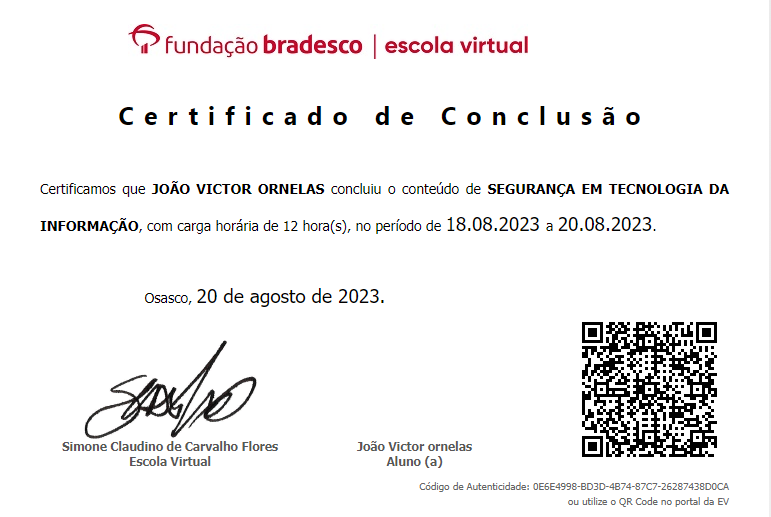 fundação bradesco | escola virtual
Certificado de Conclusão
Certificamos que JOÃO VICTOR ORNELAS concluiu o conteúdo de SEGURANÇA EM TECNOLOGIA DA
INFORMAÇÃO, com carga horária de 12 hora(s), no período de 18.08.2023 a 20.08.2023.
Osasco, 20 de agosto de 2023.
Simone Claudino de Carvalho Flores
Escola Virtual
João Victor ornelas
Aluno (a)
Código de Autenticidade: 0E6E4998-BD3D-4B74-87C7-26287438D0CA
ou utilize o QR Code no portal da EV